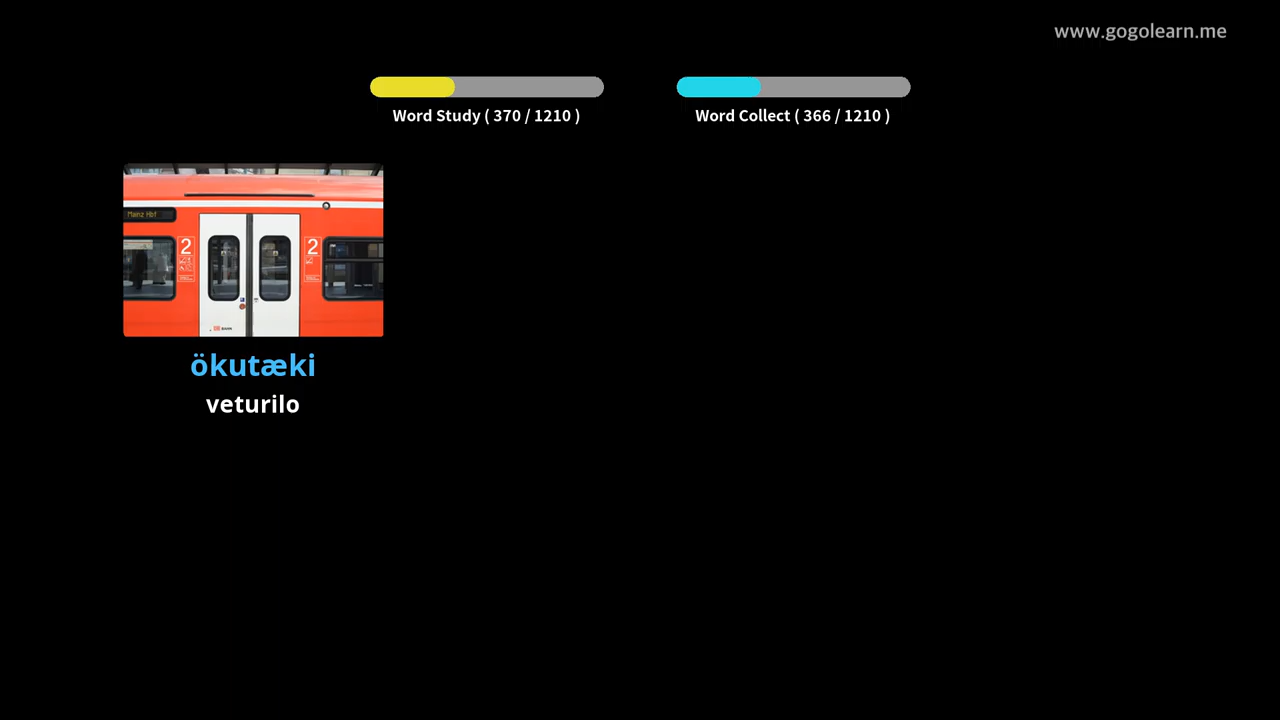 www.gogolearn.me
Word Study ( 370 / 1210 )
Word Collect ( 366 / 1210 )
Mainz Hbf
2
2
ökutæki
veturilo